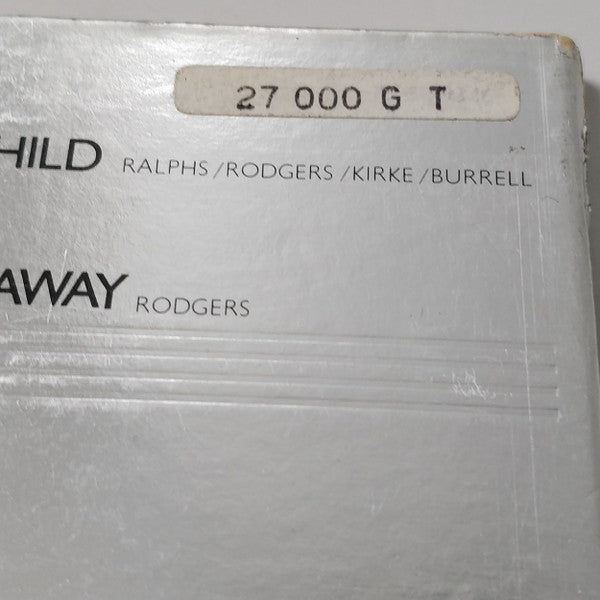 27 000 G T
HILD RALPHS/RODGERS/KIRKE/BURRELL
AWAY RODGERS